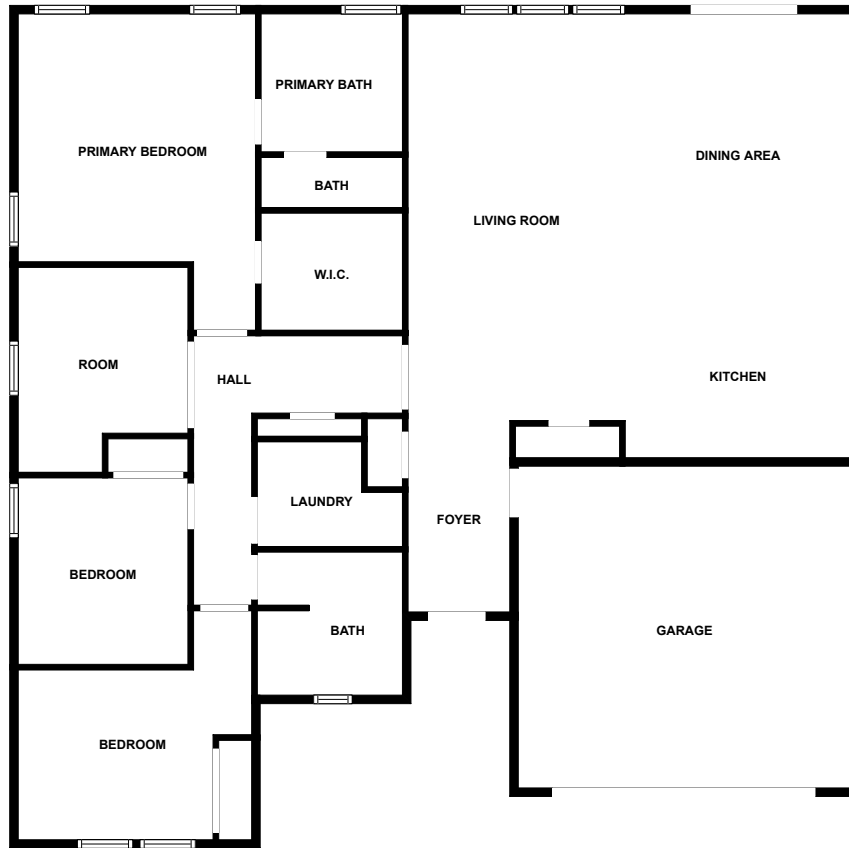 PRIMARY BATH
PRIMARY BEDROOM
DINING AREA
BATH
LIVING ROOM
W.I.C.
ROOM
HALL
KITCHEN
LAUNDRY
FOYER
BEDROOM
BATH
GARAGE
BEDROOM